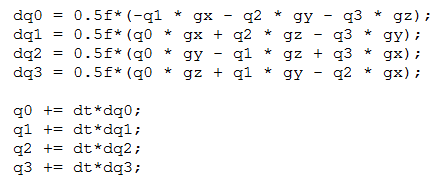 dq0 = 0.5f*(-q1 * gx - q2 * gy - q3 * gz);
dq1 = 0.5f*(q0 * gx + q2 * gz - q3 * gy);
dq2 = 0.5f*(q0 * gy - q1 * gz + q3 * gx);
dq3 = 0.5f*(q0 * gz + q1 * gy - q2 * gx);
q0 += dt*dq0;
q1 += dt*dq1;
q2 += dt*dq2;
q3 += dt*dq3;